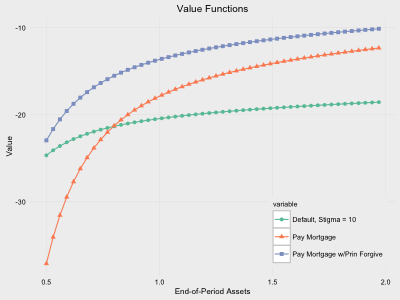 Value Functions
-10
-20
-30
Value
0.5 1.0 1.5 2.0
End-of-Period Assets
variable
Default, Stigma = 10
Pay Mortgage
Pay Mortgage w/Prin Forgive